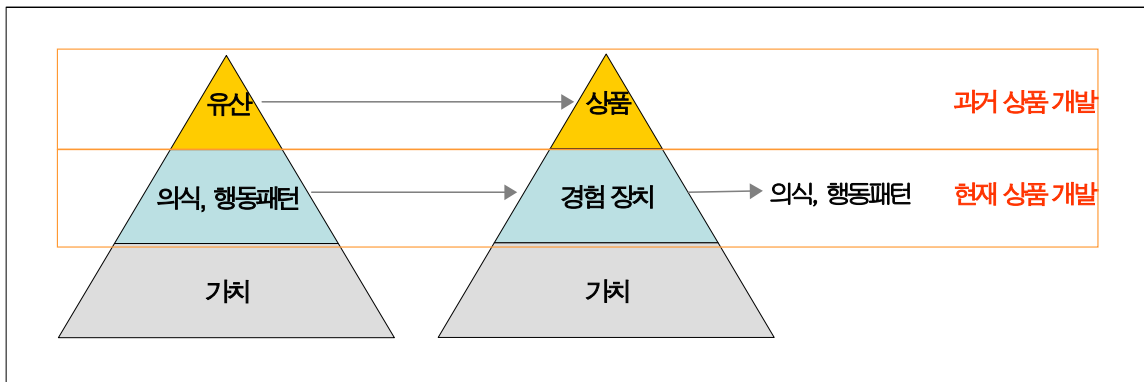 유산
상품
과거 상품 개발
의식, 행동패턴
경험 장치
의식, 행동패턴
현재 상품 개발
가치
가치